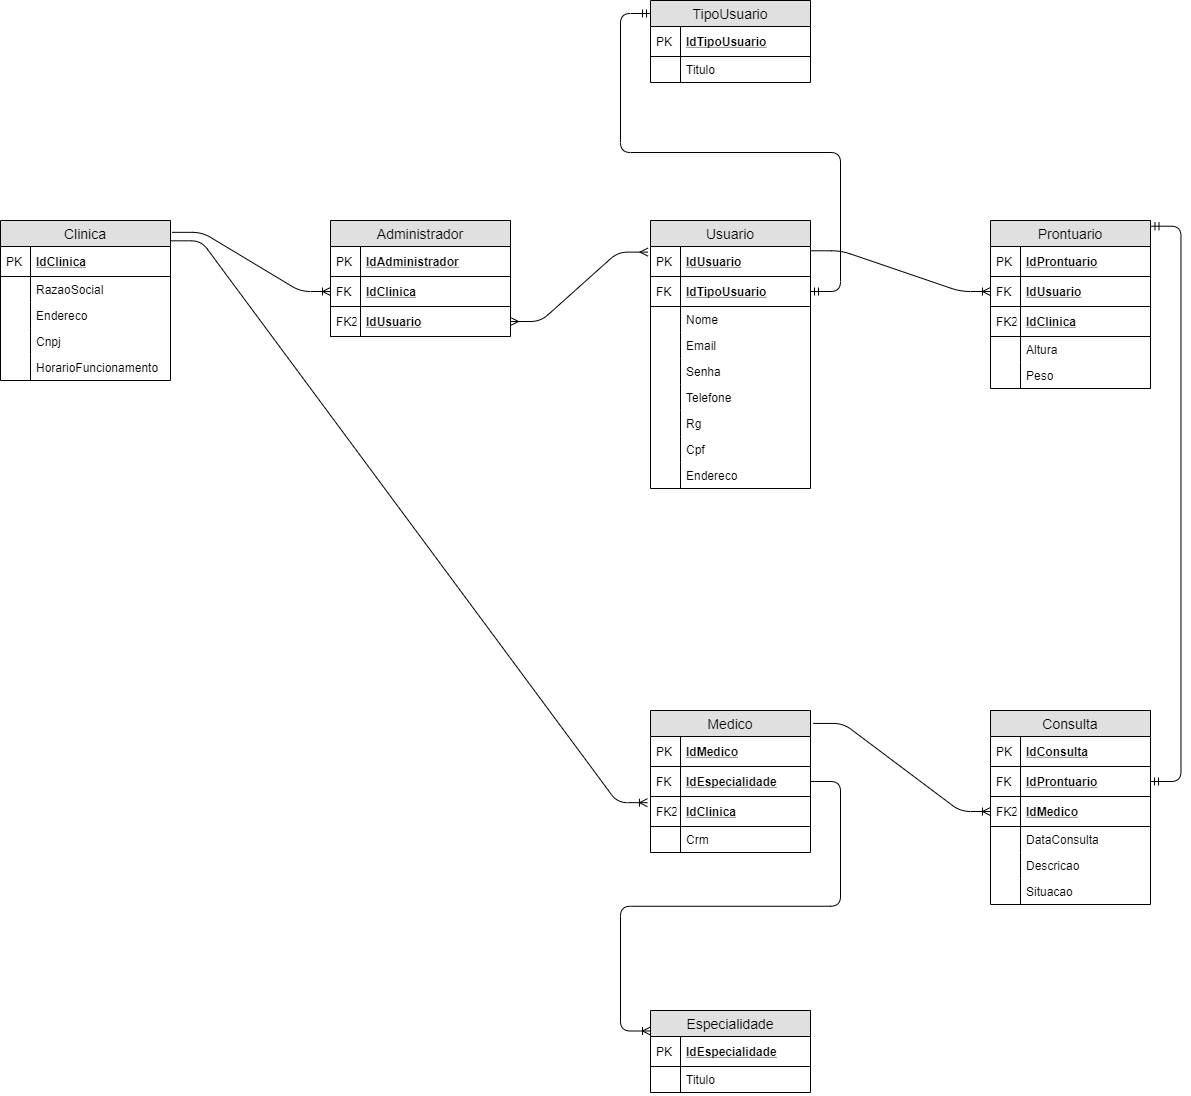 TipoUsuario
PK IdTipoUsuario
Titulo
Clinica
PK IdClinica
RazaoSocial
Endereco
Cnpj
HorarioFuncionamento
Administrador
PK IdAdministrador
FK IdClinica
FK2 IdUsuario
Usuario
PK IdUsuario
FK IdTipoUsuario
Nome
Email
Senha
Telefone
Rg
Cpf
Endereco
Prontuario
PK IdProntuario
FK IdUsuario
FK2 IdClinica
Altura
Peso
Medico
PK IdMedico
FK IdEspecialidade
FK2 IdClinica
Crm
Consulta
PK IdConsulta
FK IdProntuario
FK2 IdMedico
DataConsulta
Descricao
Situacao
Especialidade
PK IdEspecialidade
Titulo